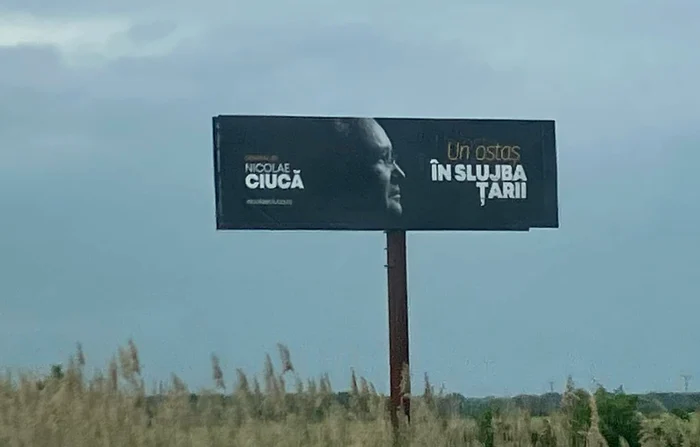 NICOLAE
CIUCĂ
Un ostaș
ÎN SLUJBA
ȚĂRII